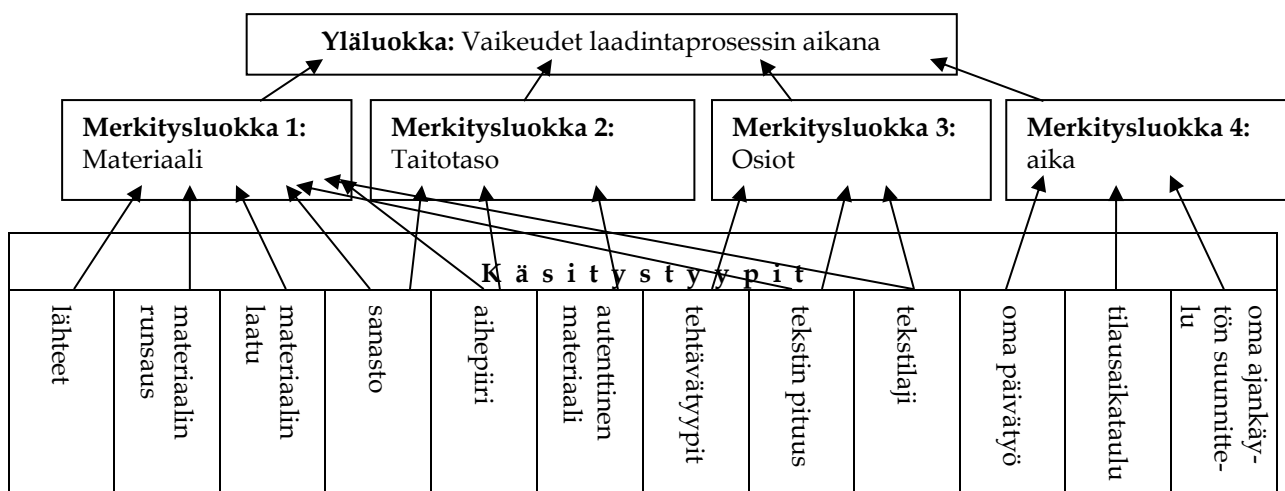 Yläluokka: Vaikeudet laadintaprosessin aikana
Merkitysluokka 1:
Materiaali
Merkitysluokka 2:
Taitotaso
Merkitysluokka 3:
Osiot
Merkitysluokka 4:
aika
Käsitystyypit
lähteet
materiaalin
runsaus
materiaalin
laatu
sanasto
aihepiiri
autenttinen
materiaali
tehtävätyypit
tekstin pituus
tekstilaji
oma päivätyö
tilausaikataulu
oma ajankäy-
tön suunnitte-
lu